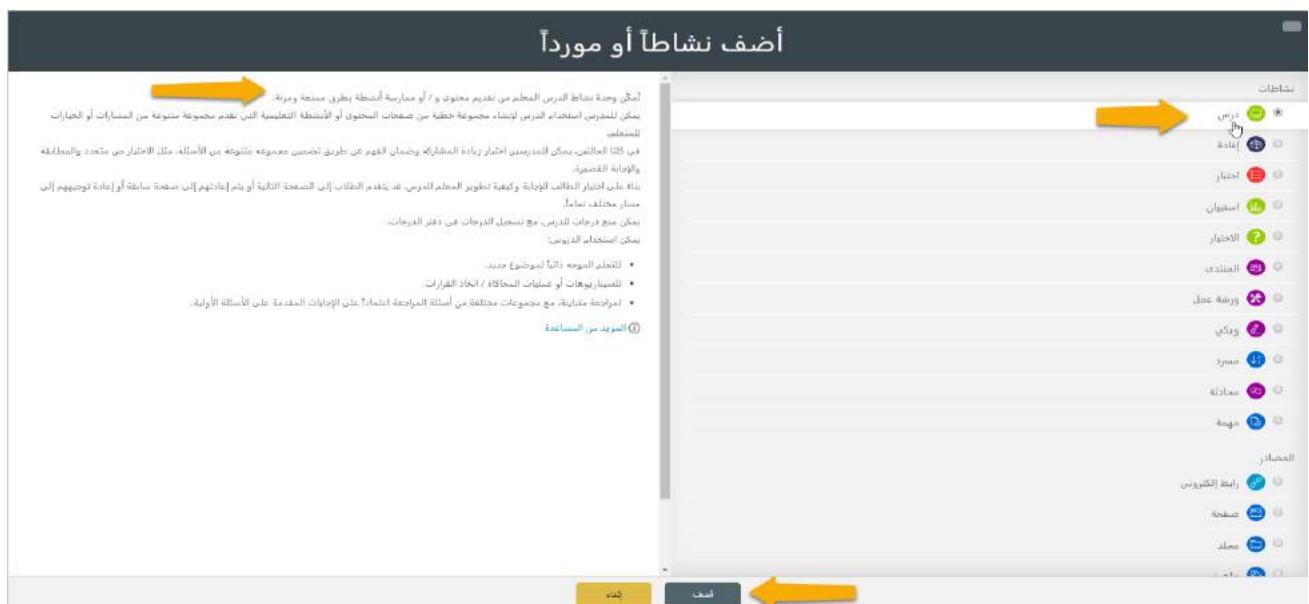 أضف نشاطاً أو مورداً
نشاطات
درس
إفادة
اختبار
استبيان
الاختيار
المنتدى
ورشة عمل
ويكي
مسرد
محادثة
مهمة
المصادر
رابط إلكتروني
صفحة
مجلد
تُمكّن وحدة نشاط الدرس المعلم من تقديم محتوى و / أو ممارسة أنشطة بطرق ممتعة ومرنة.
يمكن للمدرس استخدام الدرس لإنشاء مجموعة خطية من صفحات المحتوى أو الأنشطة التعليمية التي تقدم مجموعة متنوعة من المسارات أو الخيارات
للمتعلم.
في كلتا الحالتين، يمكن للمدرسين اختيار زيادة المشاركة وضمان الفهم عن طريق تضمين مجموعة متنوعة من الأسئلة، مثل الاختيار من متعدد والمطابقة
والإجابة القصيرة.
بناءً على اختيار الطالب الإجابة وكيفية تطوير المعلم للدرس، قد يتقدم الطلاب إلى الصفحة التالية أو يتم إعادتهم إلى صفحة سابقة أو إعادة توجيههم إلى
مسار مختلف تماماً.
يمكن منح درجات للدرس، مع تسجيل الدرجات في دفتر الدرجات.
يمكن استخدام الدروس:
للتعلم الموجه ذاتياً لموضوع جديد.
للسيناريوهات أو عمليات المحاكاة / اتخاذ القرارات.
لمراجعة متباينة، مع مجموعات مختلفة من أسئلة المراجعة اعتماداً على الإجابات المقدمة على الأسئلة الأولية.
المزيد من المساعدة
أضف
إلغاء